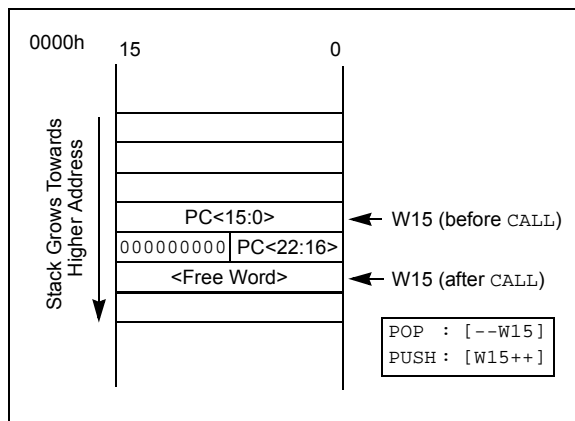 0000h
15
0
Stack Grows Towards
Higher Address
PC<15:0>
W15 (before CALL)
000000000
PC<22:16>
<Free Word>
W15 (after CALL)
POP : [--W15]
PUSH : [W15++]